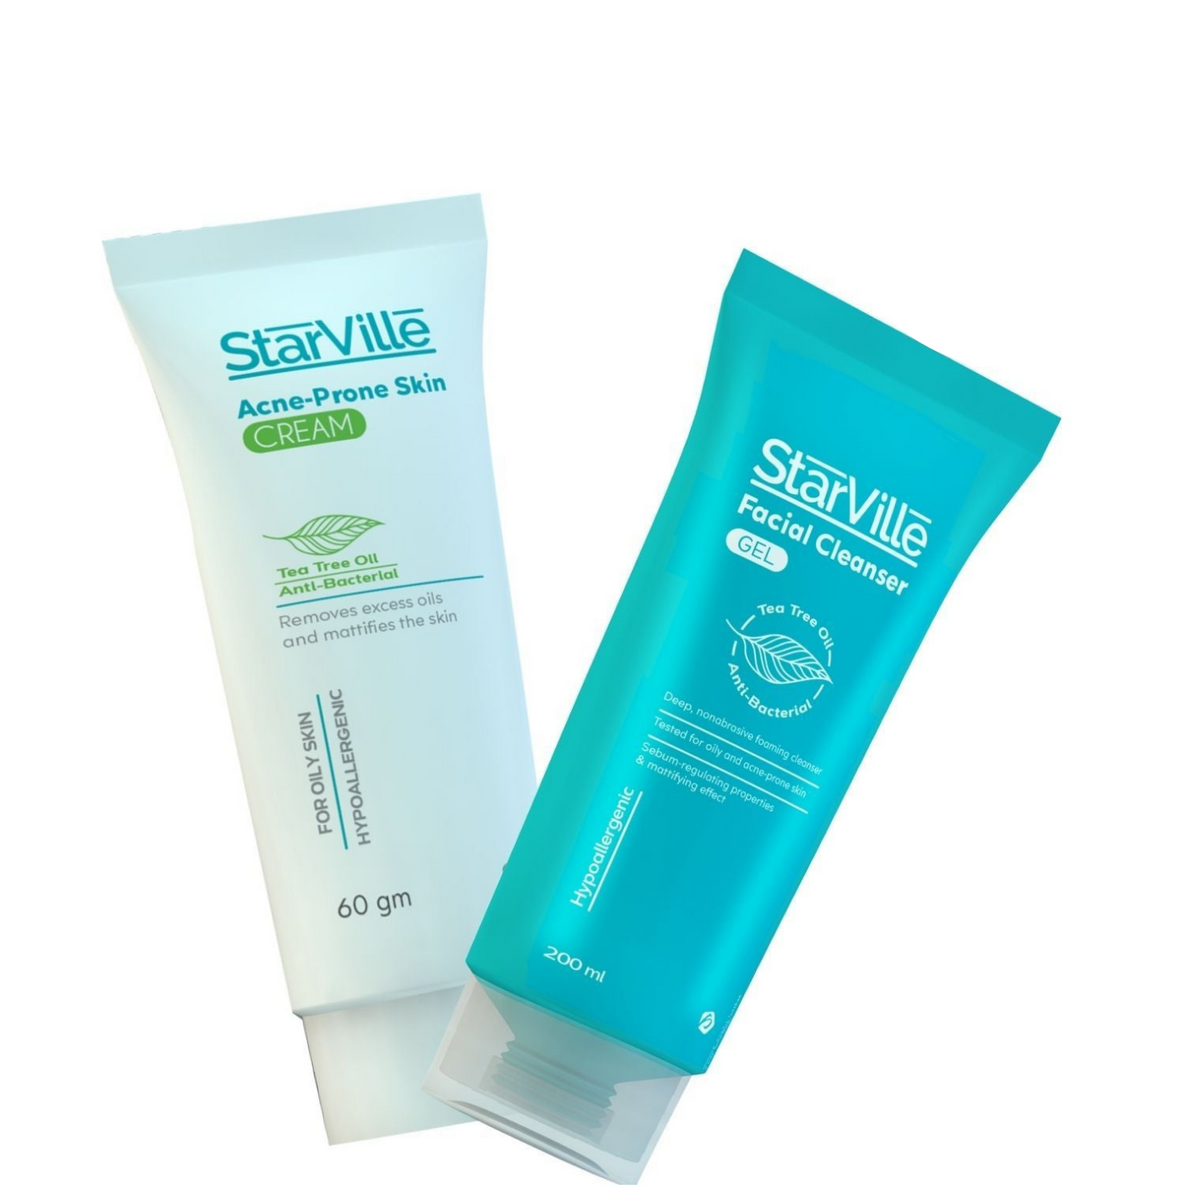 StarVille
Acne-Prone Skin
CREAM
Tea Tree Oil
Anti-Bacterial
Removes excess oils
and mattifies the skin
FOR OILY SKIN
HYPOALLERGENIC
60 gm
StarVille
Facial Cleanser
GEL
Tea Tree Oil
Anti-Bacterial
Deep, nonabrasive foaming cleanser
Tested for oily and acne-prone skin
Sebum-regulating properties
& mattifying effect
Hypoallergenic
200 ml